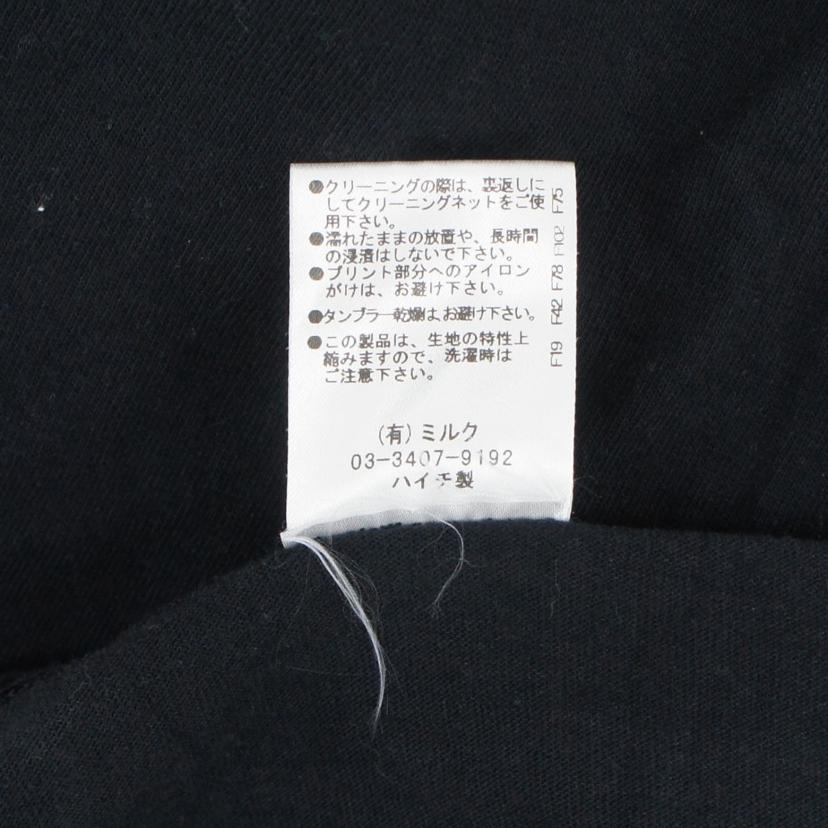 ●クリーニングの際は、裏返しに
してクリーニングネットをご使
用下さい。
●濡れたままの放置や、長時間
の浸漬はしないで下さい。
●プリント部分へのアイロン
がけは、お避け下さい。
●タンブラー乾燥は、お避け下さい。
●この製品は、生地の特性上
縮みますので、洗濯時は
ご注意下さい。
(有)ミルク
03-3407-9192
ハイチ製
F19 F42 F78 F102 F75